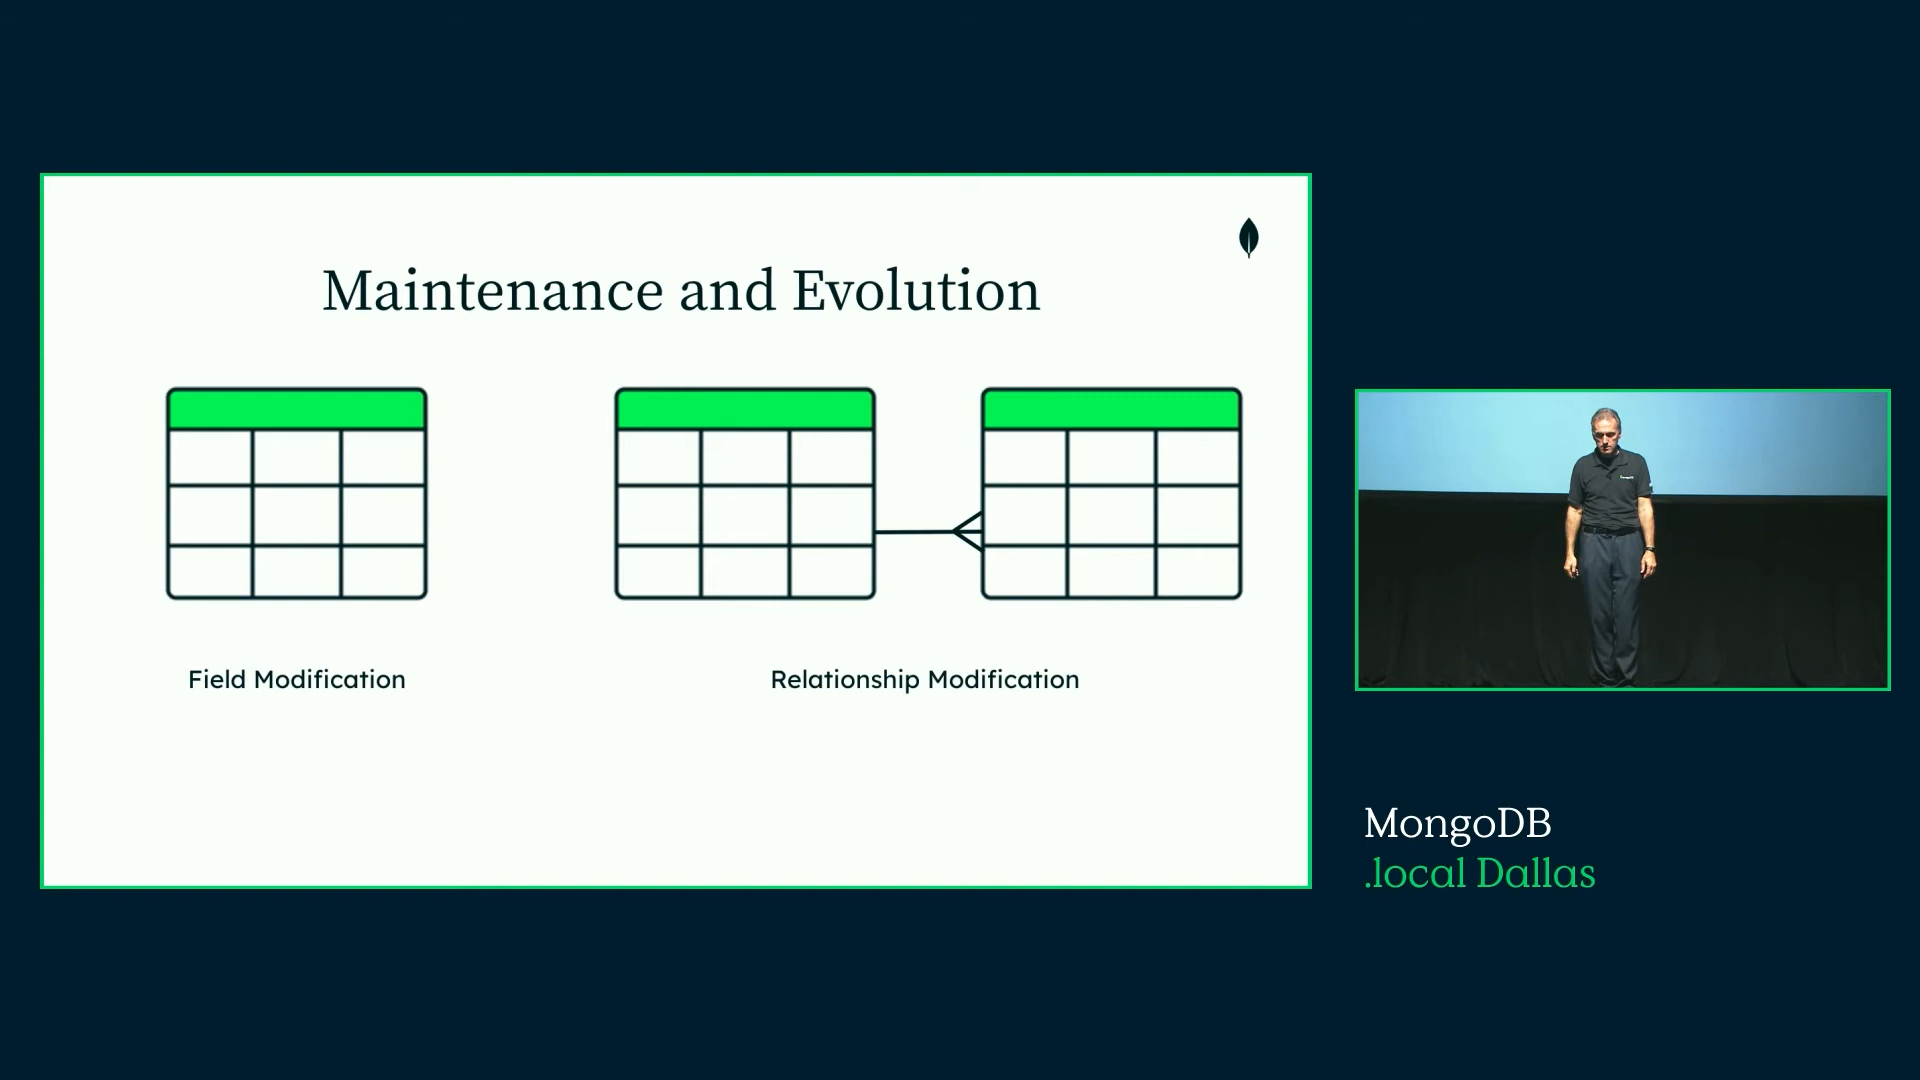 Maintenance and Evolution
Field Modification
Relationship Modification
MongoDB
.local Dallas